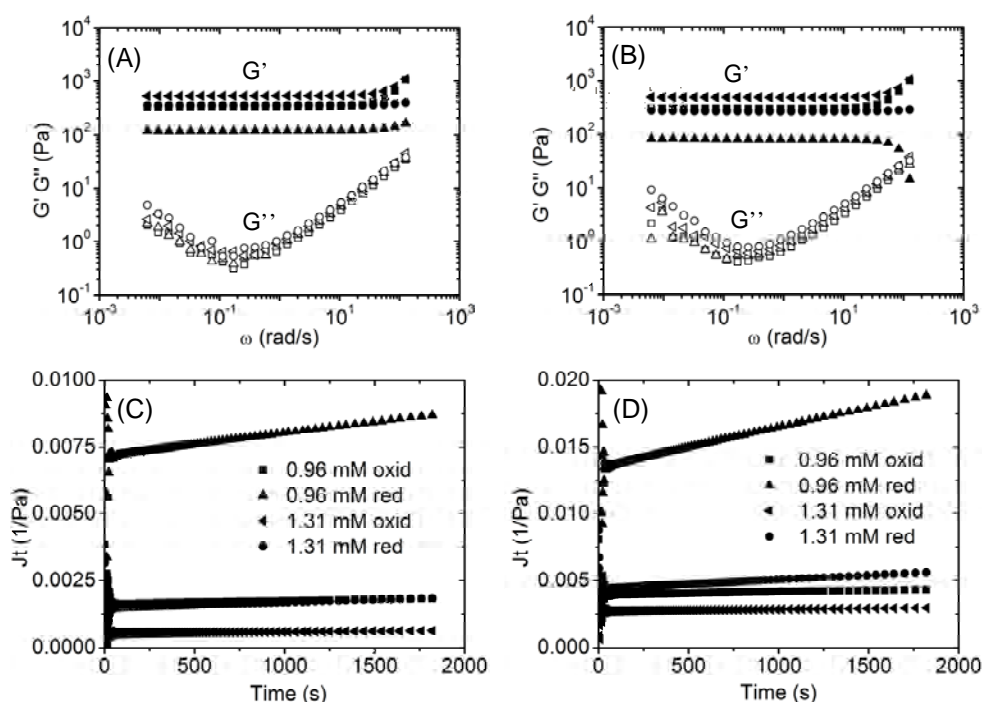 (A)
G'
G' G'' (Pa)
G''
10⁴
10³
10²
10¹
10⁰
10⁻¹
10⁻³ 10⁻¹ 10¹ 10³
ω (rad/s)
(B)
G'
G' G'' (Pa)
G''
10⁴
10³
10²
10¹
10⁰
10⁻¹
10⁻³ 10⁻¹ 10¹ 10³
ω (rad/s)
(C)
Jt (1/Pa)
0.0100
0.0075
0.0050
0.0025
0.0000
0.96 mM oxid
0.96 mM red
1.31 mM oxid
1.31 mM red
0 500 1000 1500 2000
Time (s)
(D)
Jt (1/Pa)
0.020
0.015
0.010
0.005
0.000
0.96 mM oxid
0.96 mM red
1.31 mM oxid
1.31 mM red
0 500 1000 1500 2000
Time (s)